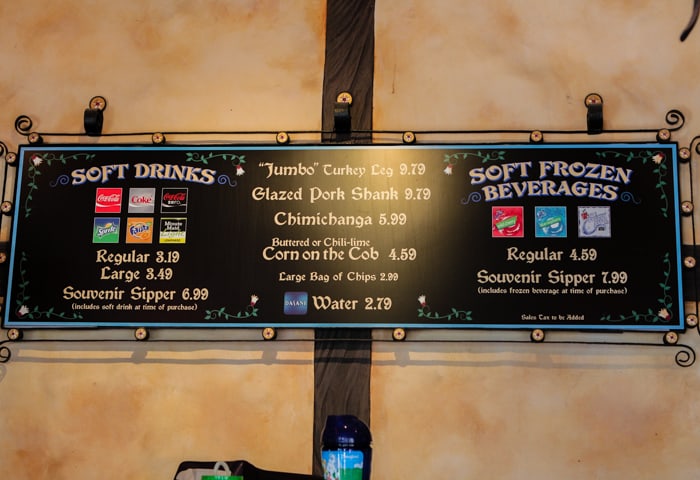 SOFT DRINKS
Coca-Cola
Coke
Coca-Cola
Sprite
Fanta
Minute Maid
Regular 3.19
Large 3.49
Souvenir Sipper 6.99
(includes soft drink at time of purchase)
"Jumbo" Turkey Leg 9.79
Glazed Pork Shank 9.79
Chimichanga 5.99
Buttered or Chili-lime
Corn on the Cob 4.59
Large Bag of Chips 2.99
DASANI Water 2.79
SOFT FROZEN
BEVERAGES
Regular 4.59
Souvenir Sipper 7.99
(includes frozen beverage at time of purchase)
Sales Tax to be Added